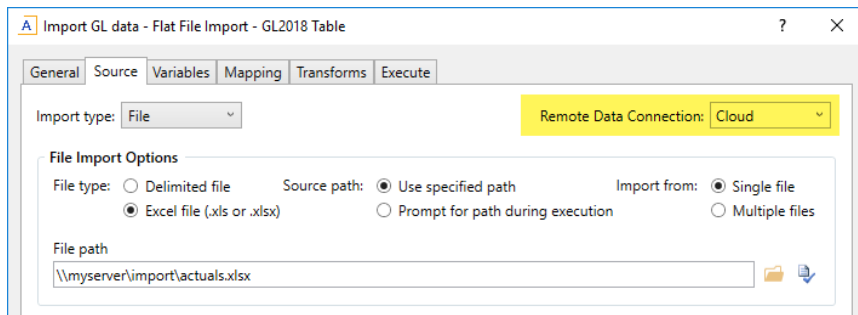 A Import GL data - Flat File Import - GL2018 Table ?
General Source Variables Mapping Transforms Execute
Import type: File Remote Data Connection: Cloud
File Import Options
File type: Delimited file Source path: Use specified path Import from: Single file
Excel file (.xls or .xlsx) Prompt for path during execution Multiple files
File path
\\myserver\import\actuals.xlsx